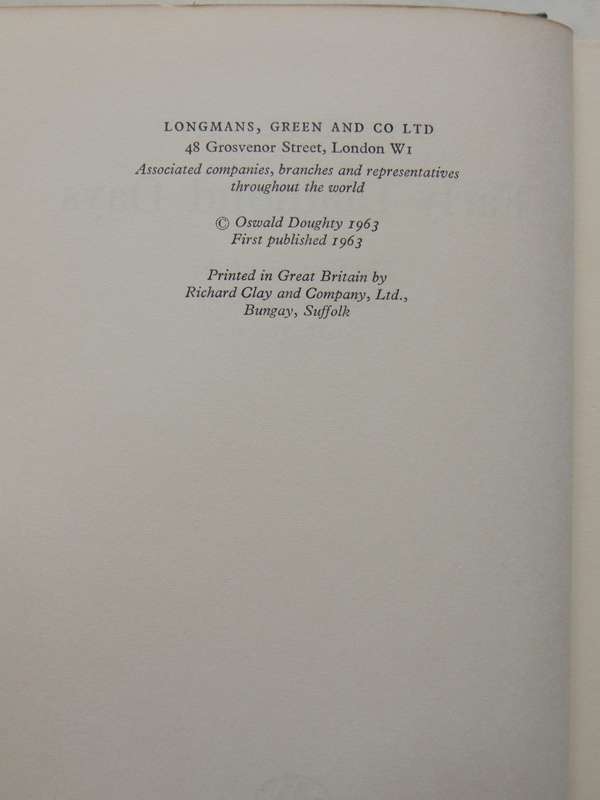 LONGMANS, GREEN AND CO LTD
48 Grosvenor Street, London W1
Associated companies, branches and representatives
throughout the world
© Oswald Doughty 1963
First published 1963
Printed in Great Britain by
Richard Clay and Company, Ltd.,
Bungay, Suffolk